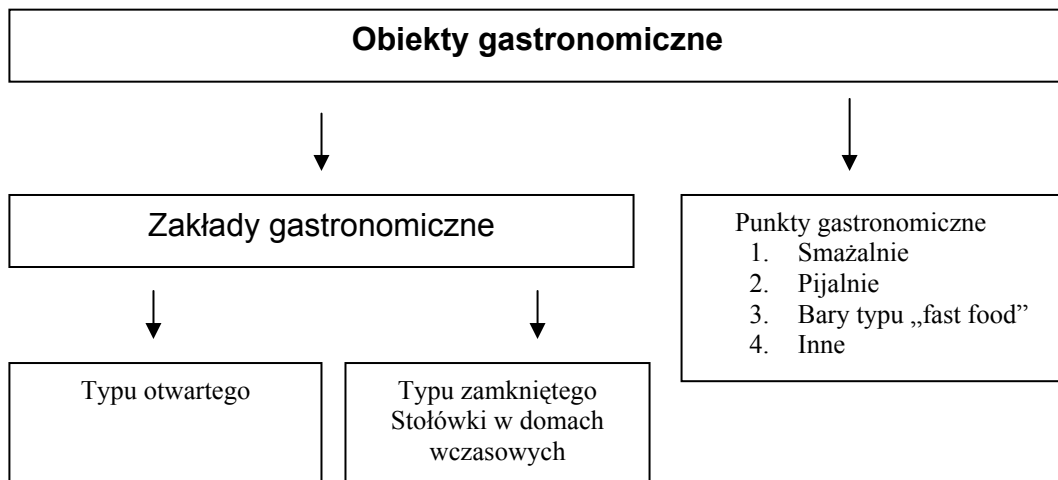 Obiekty gastronomiczne
Zakłady gastronomiczne
Punkty gastronomiczne
1. Smażalnie
2. Pijalnie
3. Bary typu „fast food”
4. Inne
Typu otwartego
Typu zamkniętego
Stołówki w domach
wczasowych